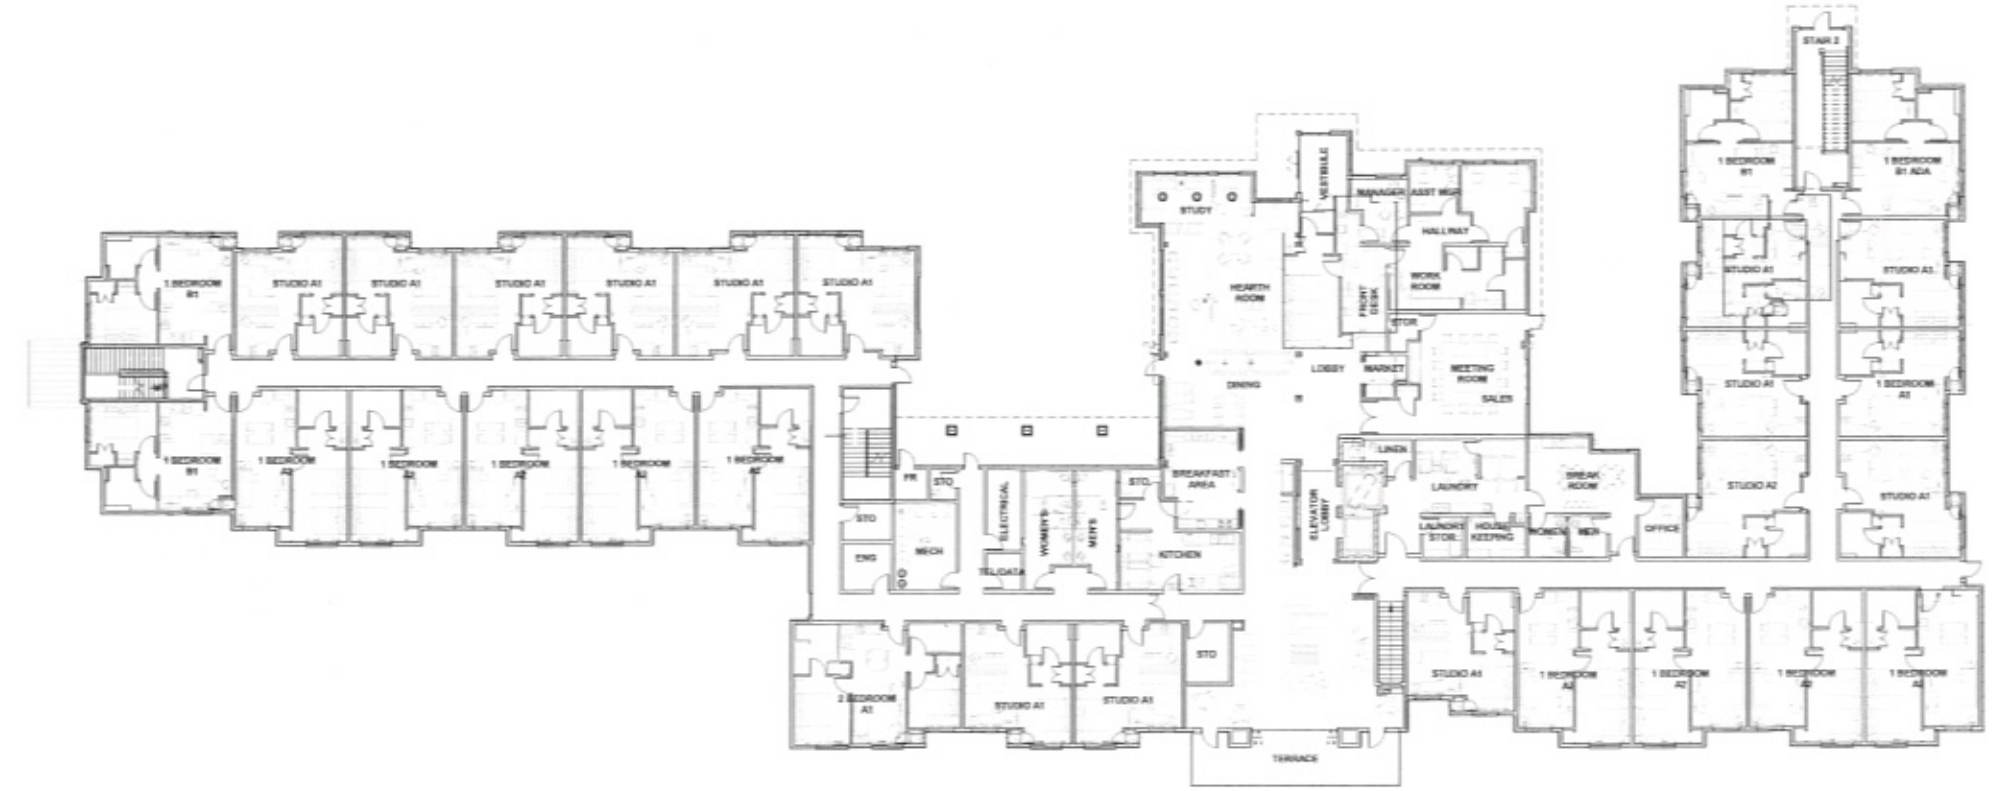 STAIR 2
1 BEDROOM
B1
1 BEDROOM
B1 ADA
VESTIBULE
MANAGER
ASST MGR
STUDY
HALLWAY
HEARTH
ROOM
FRONT
DESK
WORK
ROOM
STOR
STUDIO A1
STUDIO A1
1 BEDROOM
B1
STUDIO A1
STUDIO A1
STUDIO A1
STUDIO A1
STUDIO A1
STUDIO A1
DINING
LOBBY
MARKET
MEETING
ROOM
SALES
STUDIO A1
1 BEDROOM
A1
1 BEDROOM
B1
1 BEDROOM
A2
1 BEDROOM
1 BEDROOM
A2
1 BEDROOM
A2
1 BEDROOM
A2
FR
STO
ELECTRICAL
WOMEN'S
MEN'S
STO
BREAKFAST
AREA
ELEVATOR
LOBBY
LINEN
LAUNDRY
BREAK
ROOM
STUDIO A2
STUDIO A1
STO
ENG
MECH
TEL/DATA
KITCHEN
LAUNDRY
STOR.
HOUSE
KEEPING
WOMEN
MEN
OFFICE
2 BEDROOM
A1
STUDIO A1
STUDIO A1
STO
STUDIO A1
1 BEDROOM
A2
1 BEDROOM
A2
1 BEDROOM
A2
1 BEDROOM
A2
TERRACE